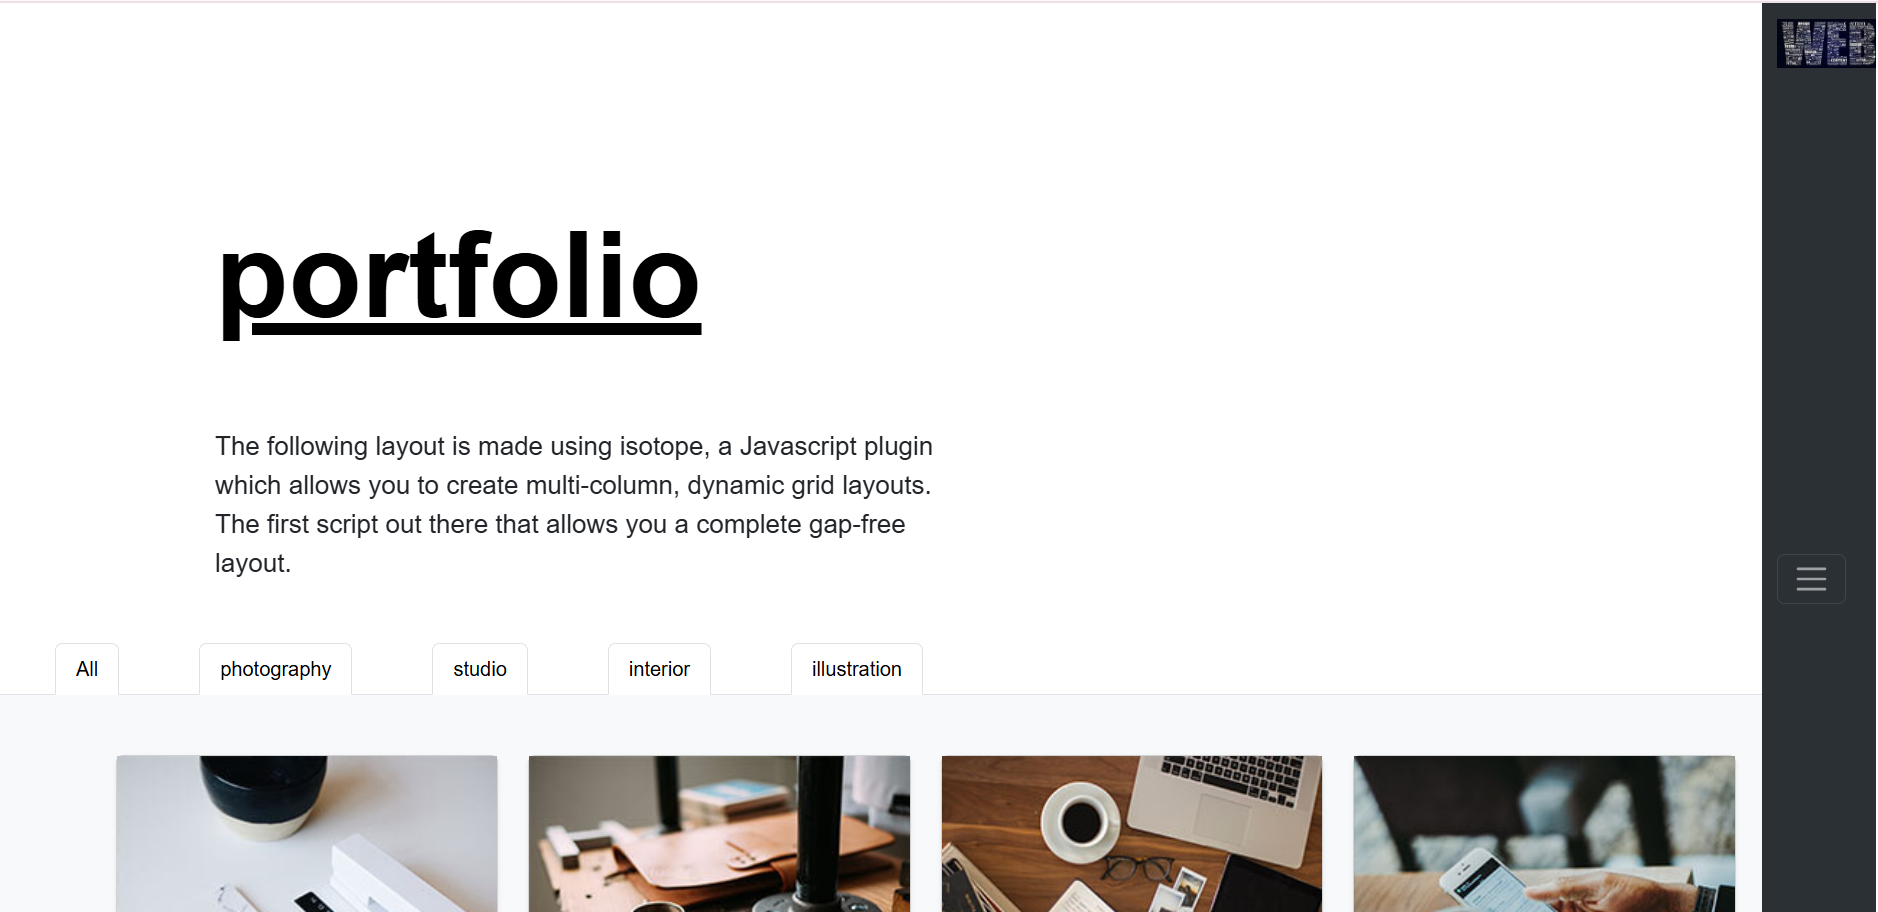 WEB
portfolio
The following layout is made using isotope, a Javascript plugin
which allows you to create multi-column, dynamic grid layouts.
The first script out there that allows you a complete gap-free
layout.
All
photography
studio
interior
illustration